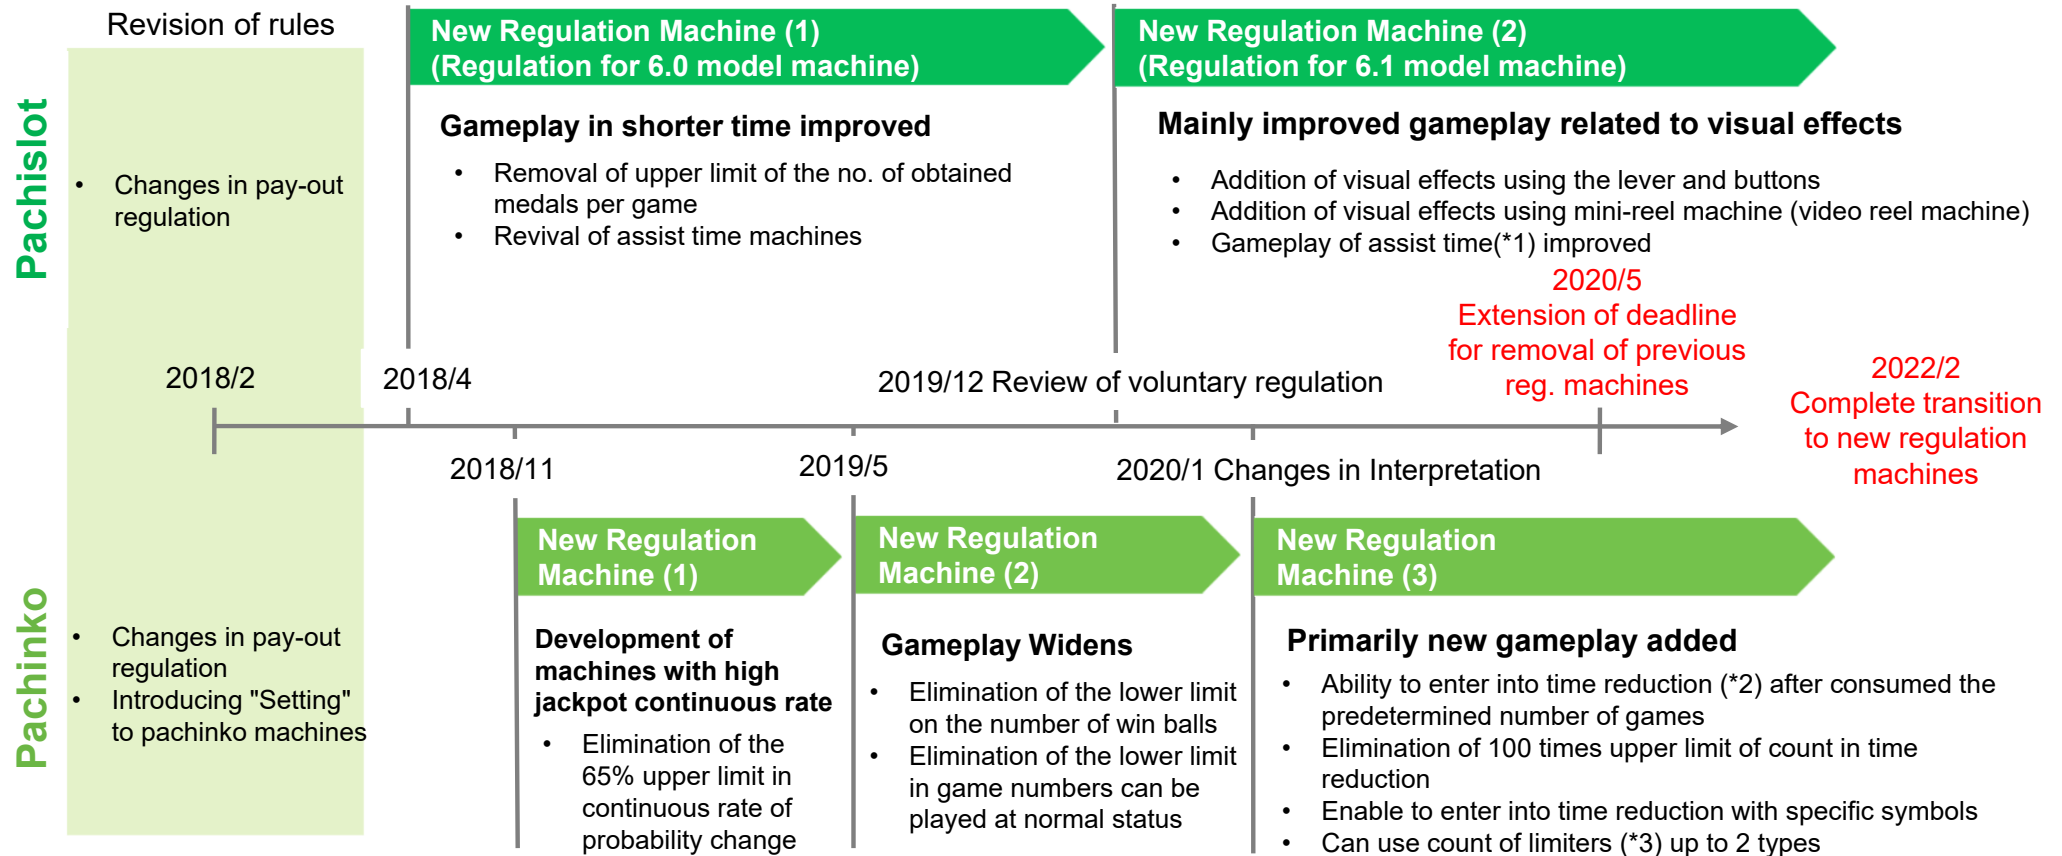 Revision of rules
Pachislot
• Changes in pay-out
regulation
New Regulation Machine (1)
(Regulation for 6.0 model machine)
Gameplay in shorter time improved
• Removal of upper limit of the no. of obtained
medals per game
• Revival of assist time machines
New Regulation Machine (2)
(Regulation for 6.1 model machine)
Mainly improved gameplay related to visual effects
• Addition of visual effects using the lever and buttons
• Addition of visual effects using mini-reel machine (video reel machine)
• Gameplay of assist time(*1) improved
2018/2
2018/4
2019/12 Review of voluntary regulation
2020/5
Extension of deadline
for removal of previous
reg. machines
2022/2
Complete transition
to new regulation
machines
2018/11
2019/5
2020/1 Changes in Interpretation
Pachinko
• Changes in pay-out
regulation
• Introducing "Setting"
to pachinko machines
New Regulation
Machine (1)
Development of
machines with high
jackpot continuous rate
• Elimination of the
65% upper limit in
continuous rate of
probability change
New Regulation
Machine (2)
Gameplay Widens
• Elimination of the lower limit
on the number of win balls
• Elimination of the lower limit
in game numbers can be
played at normal status
New Regulation
Machine (3)
Primarily new gameplay added
• Ability to enter into time reduction (*2) after consumed the
predetermined number of games
• Elimination of 100 times upper limit of count in time
reduction
• Enable to enter into time reduction with specific symbols
• Can use count of limiters (*3) up to 2 types